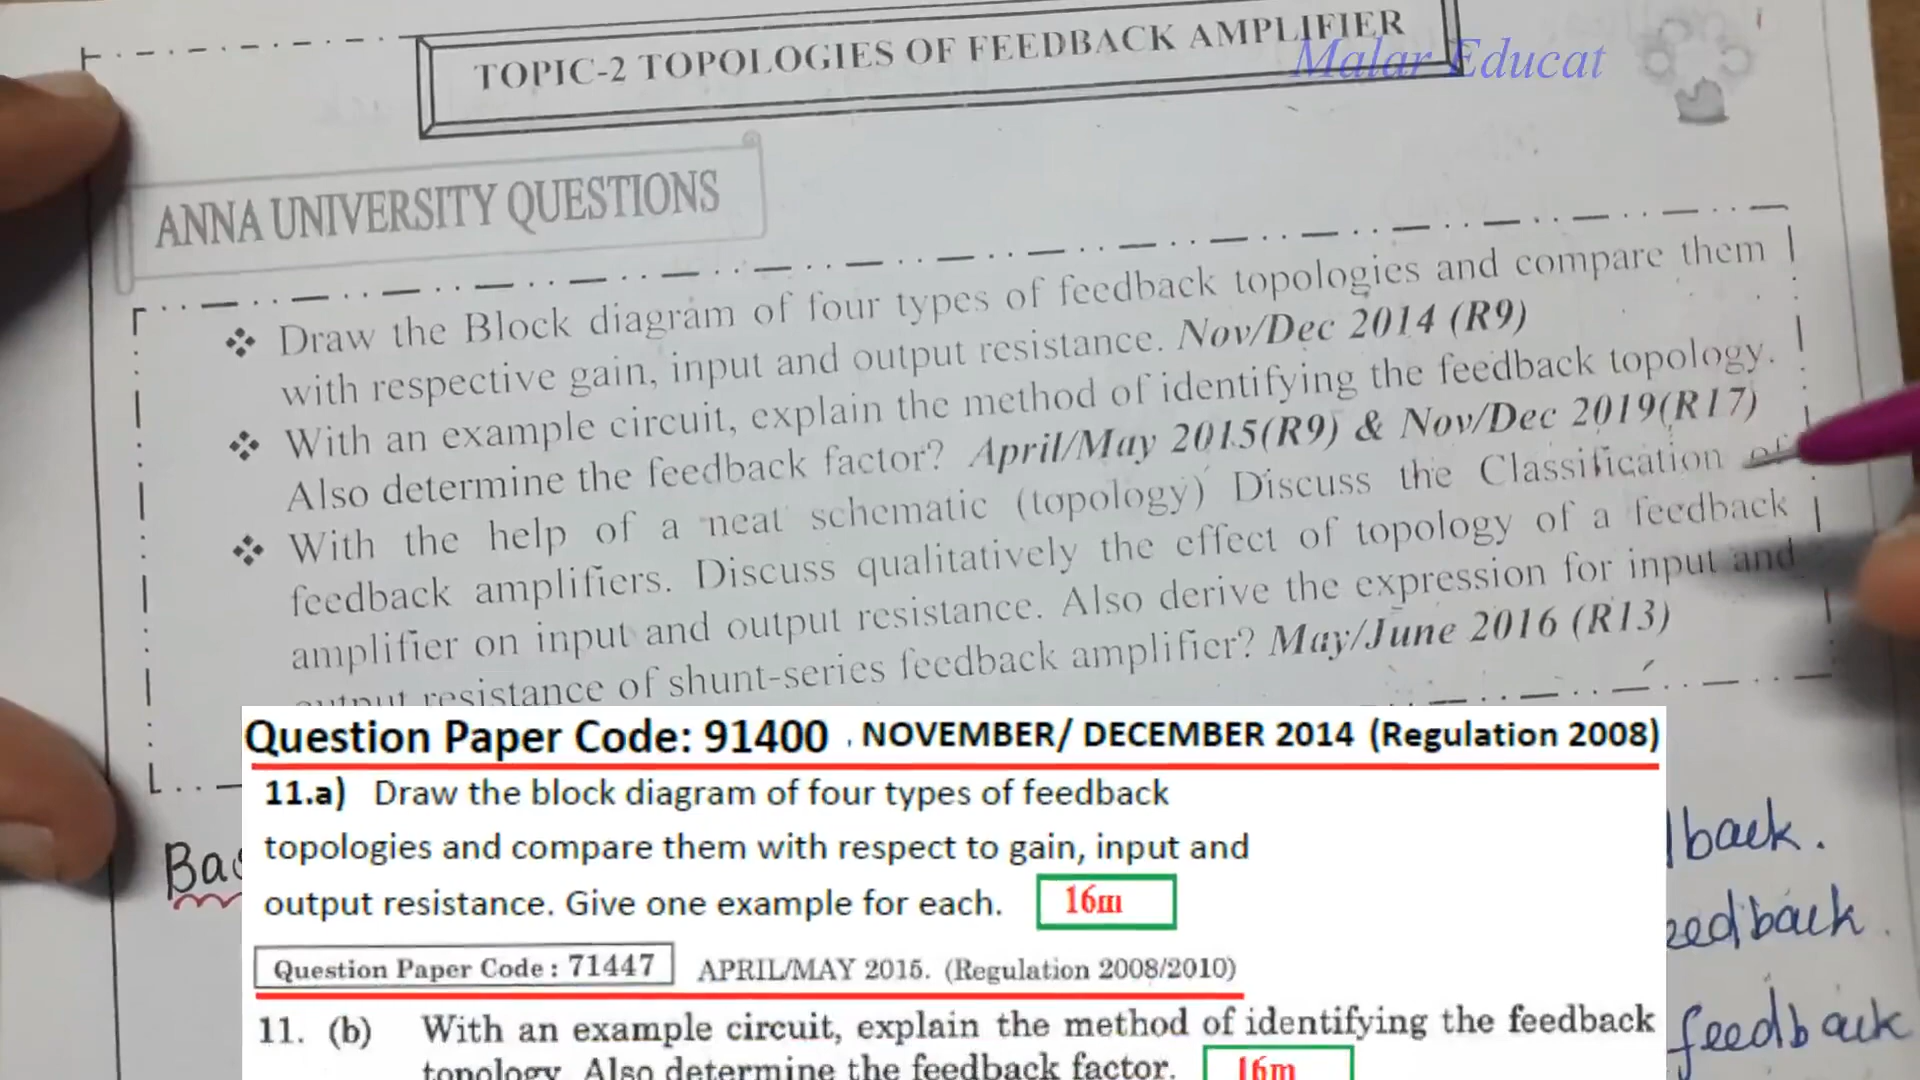 TOPIC-2 TOPOLOGIES OF FEEDBACK AMPLIFIER
Malar Educat
ANNA UNIVERSITY QUESTIONS
❖ Draw the Block diagram of four types of feedback topologies and compare them
with respective gain, input and output resistance. Nov/Dec 2014 (R9)
❖ With an example circuit, explain the method of identifying the feedback topology.
Also determine the feedback factor? April/May 2015(R9) & Nov/Dec 2019(R17)
❖ With the help of a neat schematic (topology) Discuss the Classification of
feedback amplifiers. Discuss qualitatively the effect of topology of a feedback
amplifier on input and output resistance. Also derive the expression for input and
output resistance of shunt-series feedback amplifier? May/June 2016 (R13)
Question Paper Code: 91400 , NOVEMBER/ DECEMBER 2014 (Regulation 2008)
11.a) Draw the block diagram of four types of feedback
topologies and compare them with respect to gain, input and
output resistance. Give one example for each. 16m
Question Paper Code : 71447 APRIL/MAY 2015. (Regulation 2008/2010)
11. (b) With an example circuit, explain the method of identifying the feedback
topology. Also determine the feedback factor. 16m
back.
feedback